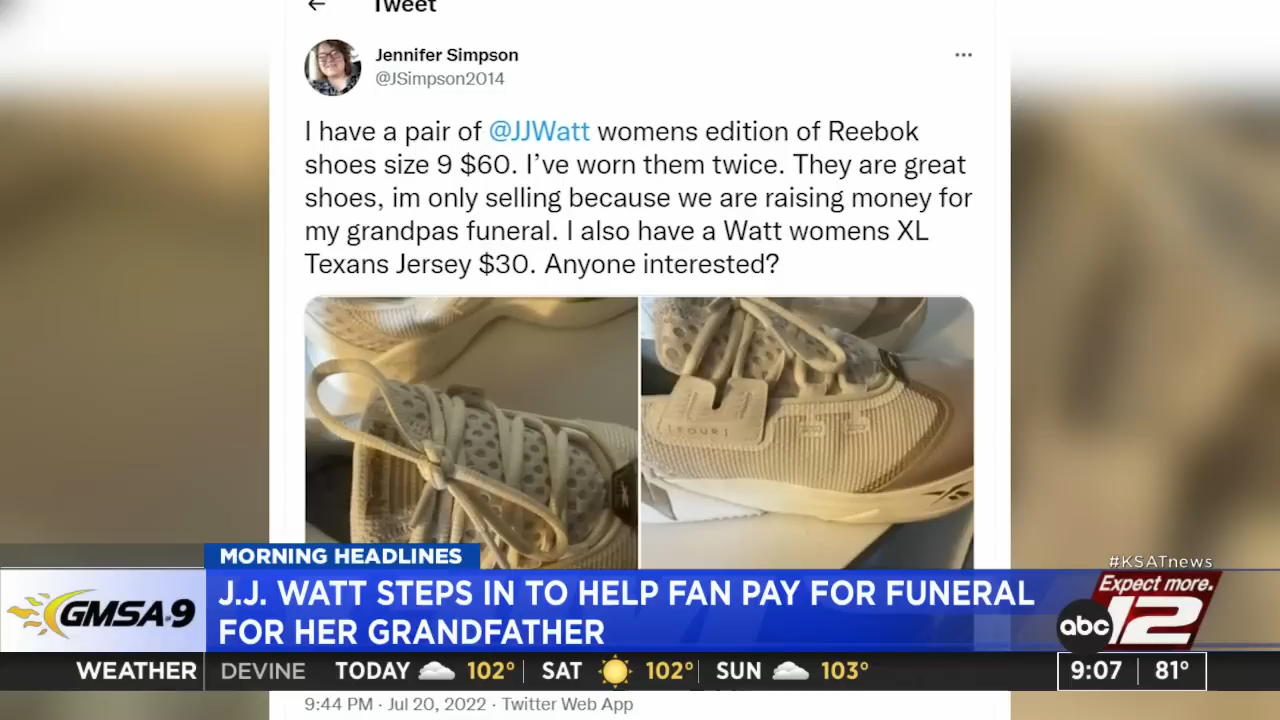 Tweet
Jennifer Simpson
@JSimpson2014
I have a pair of @JJWatt womens edition of Reebok
shoes size 9 $60. I’ve worn them twice. They are great
shoes, im only selling because we are raising money for
my grandpas funeral. I also have a Watt womens XL
Texans Jersey $30. Anyone interested?
[FOUR]
MORNING HEADLINES
#KSATnews
J.J. WATT STEPS IN TO HELP FAN PAY FOR FUNERAL
FOR HER GRANDFATHER
GMSA@9
Expect more.
abc 12
WEATHER DEVINE TODAY 102° SAT 102° SUN 103° 9:07 81°
9:44 PM · Jul 20, 2022 · Twitter Web App